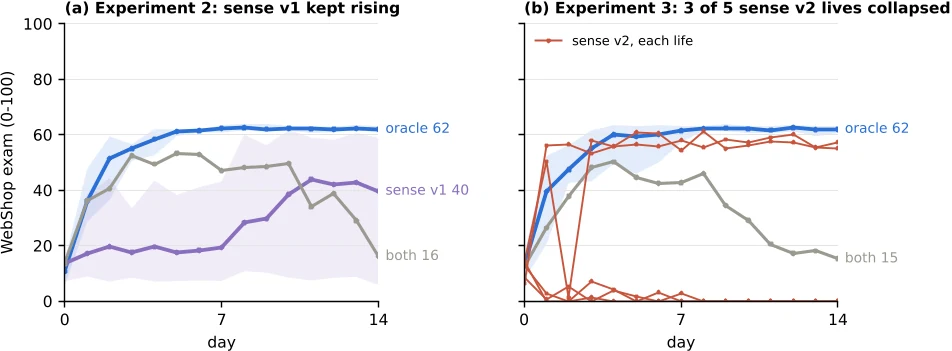 (a) Experiment 2: sense v1 kept rising
WebShop exam (0-100)
100
80
60
40
20
0
oracle 62
sense v1 40
both 16
0 7 14
day
(b) Experiment 3: 3 of 5 sense v2 lives collapsed
sense v2, each life
oracle 62
both 15
0 7 14
day